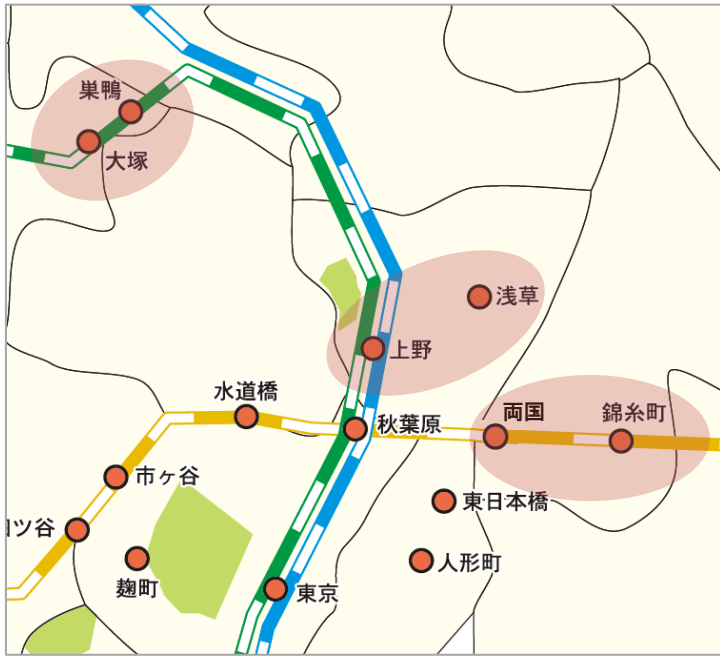 巣鴨
大塚
浅草
上野
水道橋
秋葉原
両国
錦糸町
市ヶ谷
東日本橋
ツ谷
麹町
人形町
東京